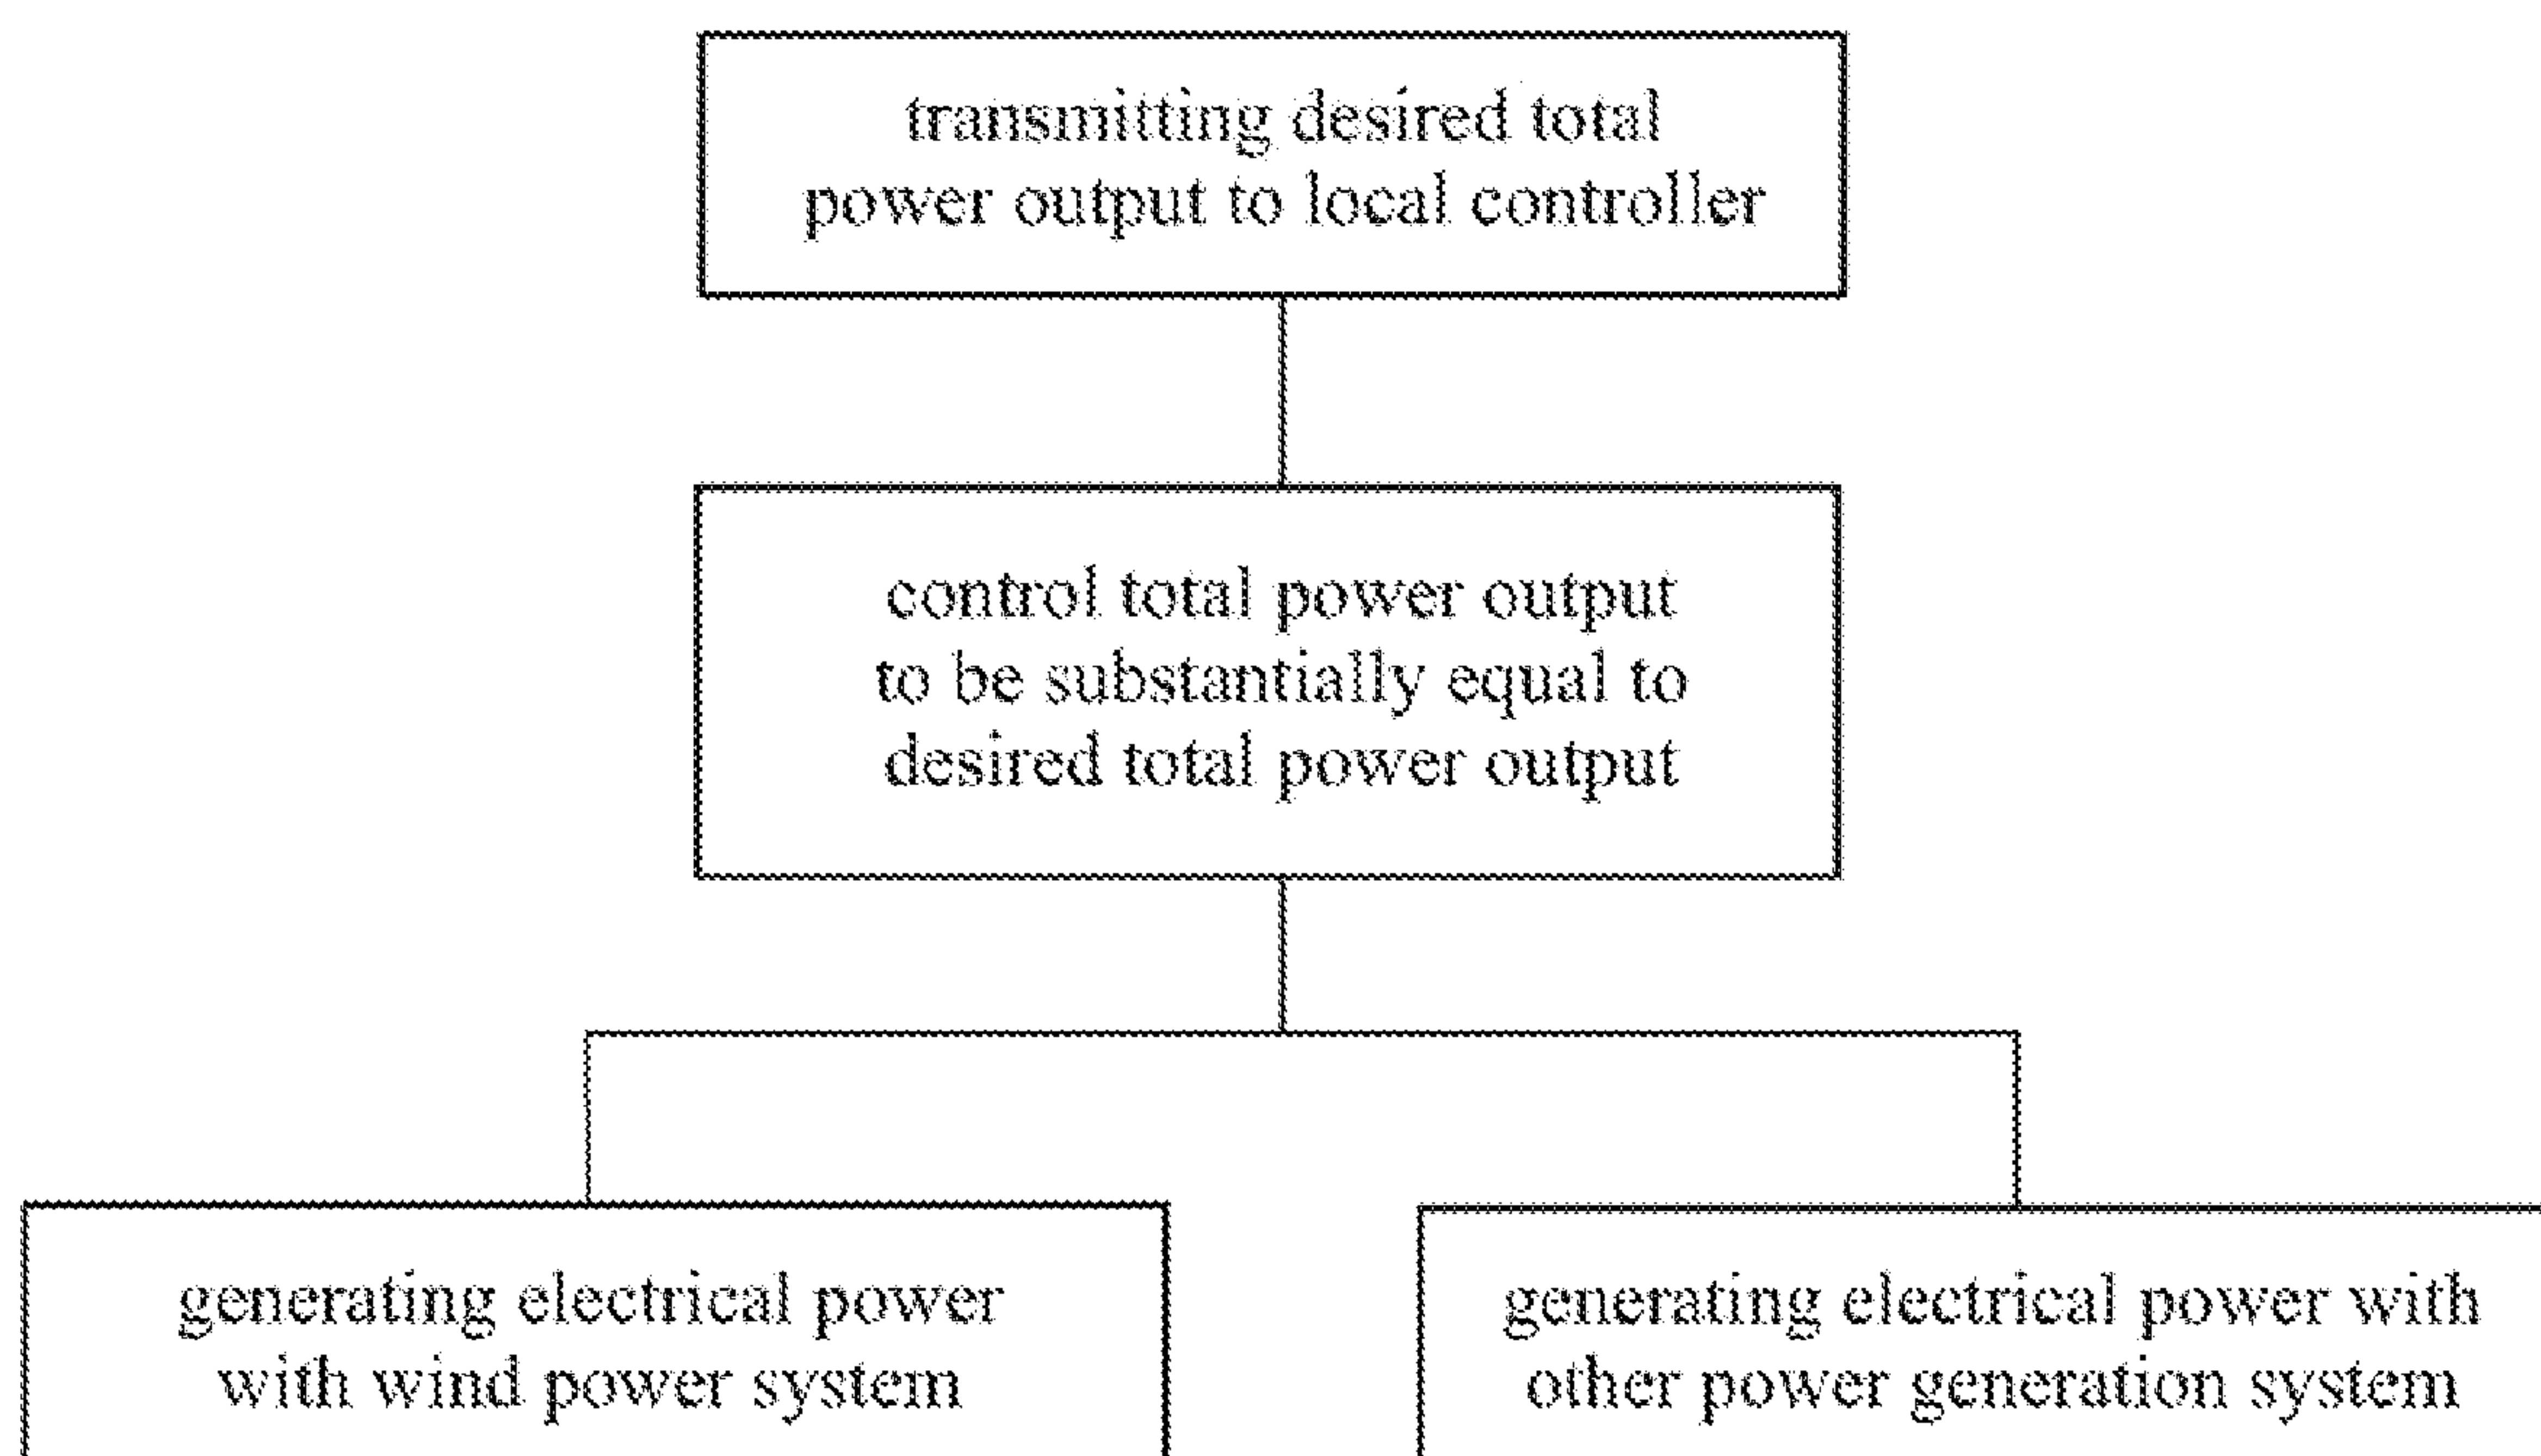 transmitting desired total
power output to local controller
control total power output
to be substantially equal to
desired total power output
generating electrical power
with wind power system
generating electrical power with
other power generation system